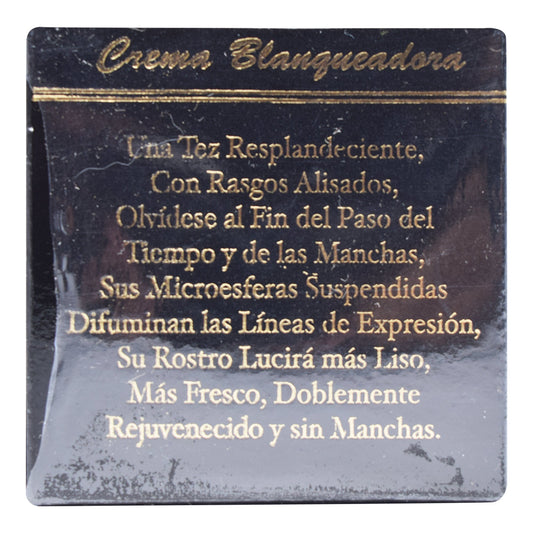 Crema Blanqueadora
Una Tez Resplandeciente,
Con Rasgos Alisados,
Olvídese al Fin del Paso del
Tiempo y de las Manchas,
Sus Microesferas Suspendidas
Difuminan las Líneas de Expresión,
Su Rostro Lucirá más Liso,
Más Fresco, Doblemente
Rejuvenecido y sin Manchas.